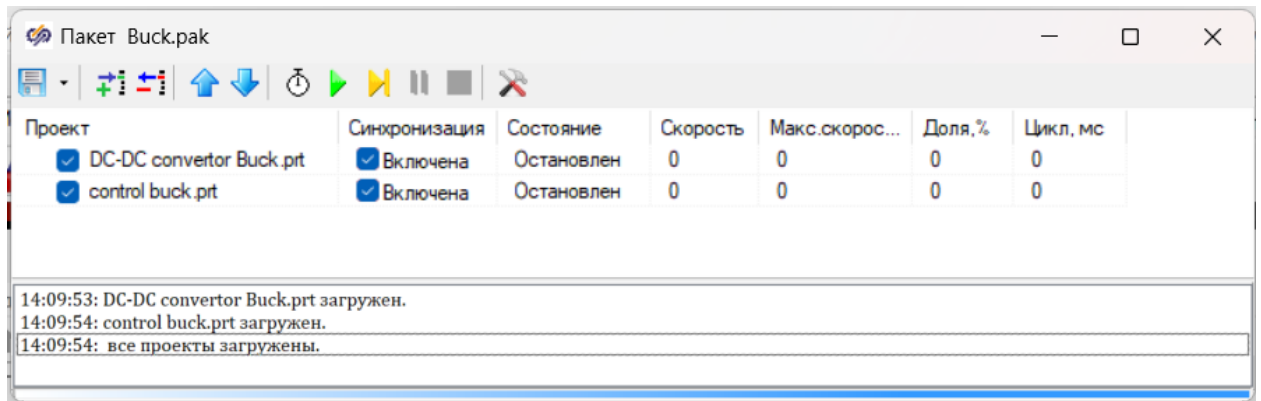 Пакет Buck.pak
Проект Синхронизация Состояние Скорость Макс.скорос... Доля,% Цикл, мс
DC-DC convertor Buck.prt Включена Остановлен 0 0 0 0
control buck.prt Включена Остановлен 0 0 0 0
14:09:53: DC-DC convertor Buck.prt загружен.
14:09:54: control buck.prt загружен.
14:09:54: все проекты загружены.